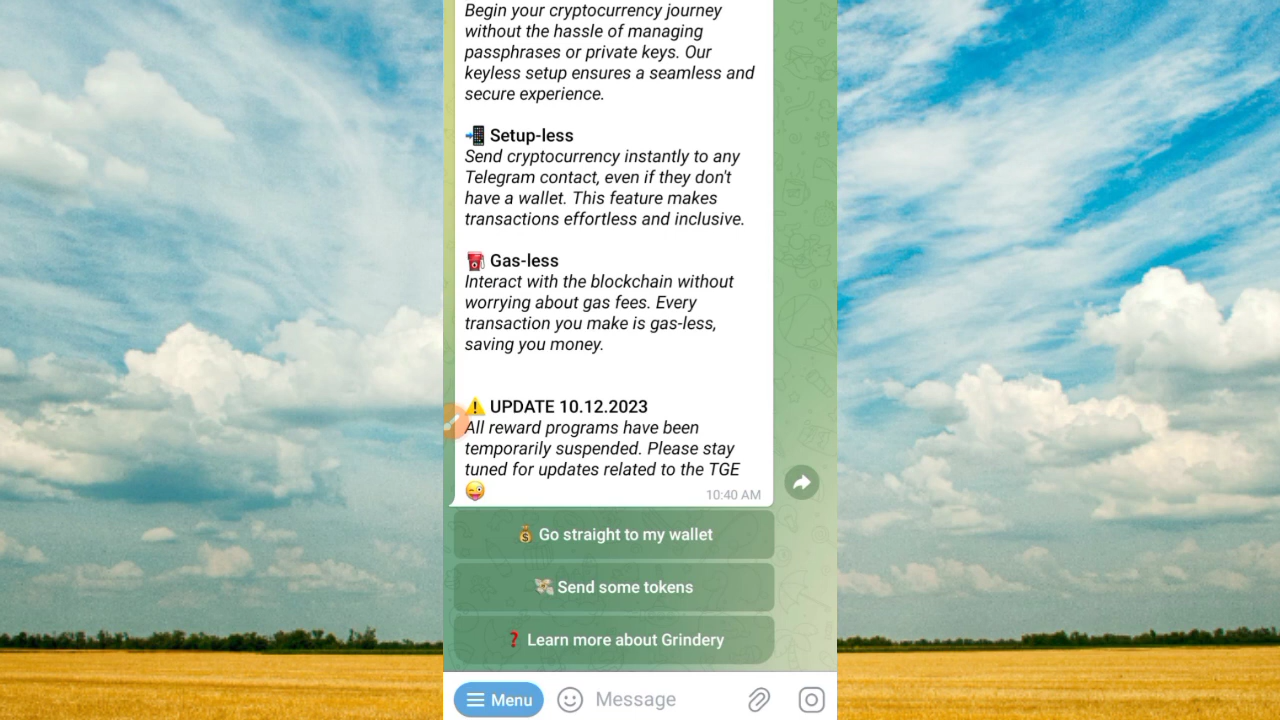 Begin your cryptocurrency journey
without the hassle of managing
passphrases or private keys. Our
keyless setup ensures a seamless and
secure experience.
📲 Setup-less
Send cryptocurrency instantly to any
Telegram contact, even if they don't
have a wallet. This feature makes
transactions effortless and inclusive.
⛽ Gas-less
Interact with the blockchain without
worrying about gas fees. Every
transaction you make is gas-less,
saving you money.
⚠️ UPDATE 10.12.2023
All reward programs have been
temporarily suspended. Please stay
tuned for updates related to the TGE
😜
10:40 AM
💰 Go straight to my wallet
💸 Send some tokens
❓ Learn more about Grindery
Menu
Message